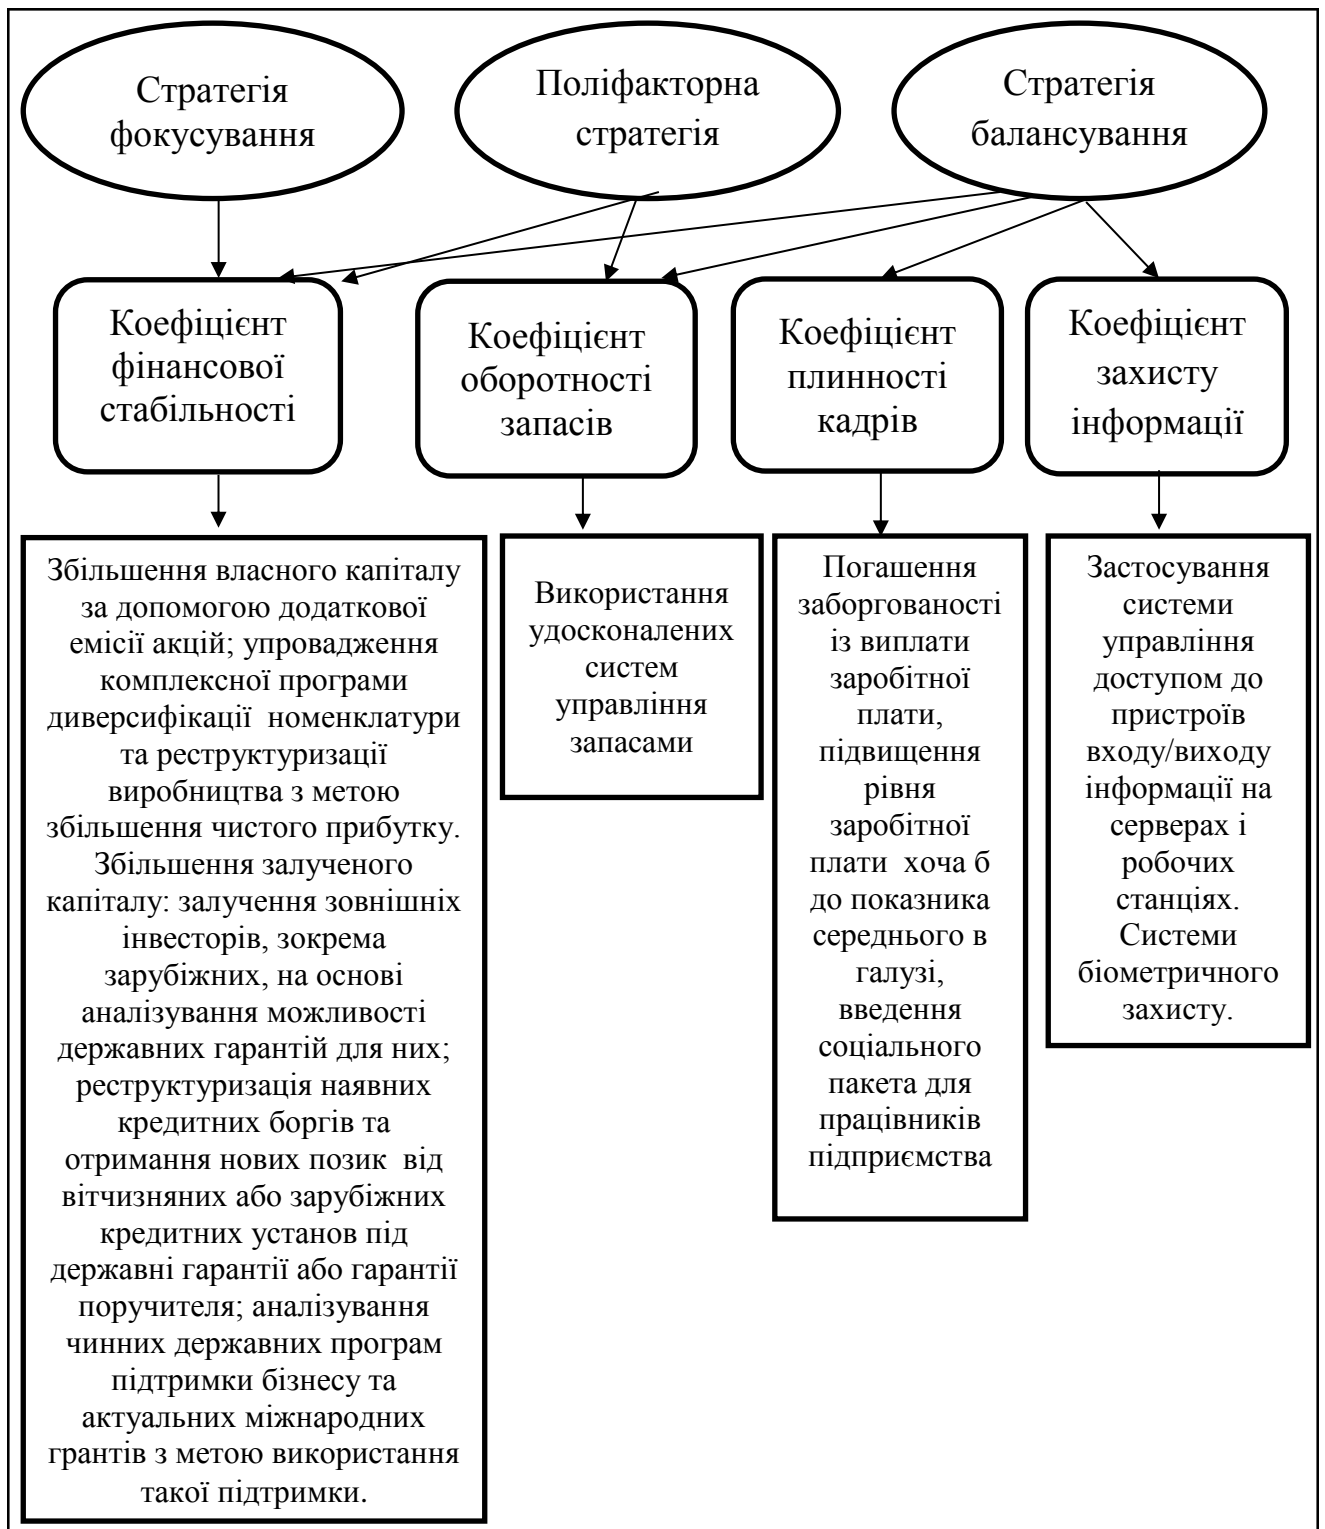 Стратегія
фокусування
Поліфакторна
стратегія
Стратегія
балансування
Коефіцієнт
фінансової
стабільності
Коефіцієнт
оборотності
запасів
Коефіцієнт
плинності
кадрів
Коефіцієнт
захисту
інформації
Збільшення власного капіталу
за допомогою додаткової
емісії акцій; упровадження
комплексної програми
диверсифікації номенклатури
та реструктуризації
виробництва з метою
збільшення чистого прибутку.
Збільшення залученого
капіталу: залучення зовнішніх
інвесторів, зокрема
зарубіжних, на основі
аналізування можливості
державних гарантій для них;
реструктуризація наявних
кредитних боргів та
отримання нових позик від
вітчизняних або зарубіжних
кредитних установ під
державні гарантії або гарантії
поручителя; аналізування
чинних державних програм
підтримки бізнесу та
актуальних міжнародних
грантів з метою використання
такої підтримки.
Використання
удосконалених
систем
управління
запасами
Погашення
заборгованості
із виплати
заробітної
плати,
підвищення
рівня
заробітної
плати хоча б
до показника
середнього в
галузі,
введення
соціального
пакета для
працівників
підприємства
Застосування
системи
управління
доступом до
пристроїв
входу/виходу
інформації на
серверах і
робочих
станціях.
Системи
біометричного
захисту.